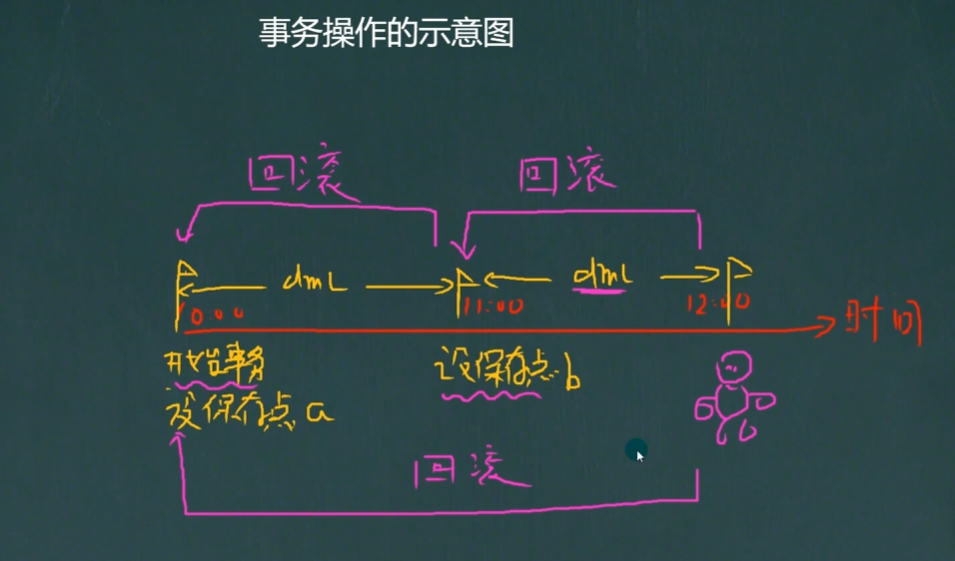 事务操作的示意图
回滚 回滚
dml dml
10:00 11:00 12:00 时间
开始事务 设保存点 b
设保存点 a
回滚